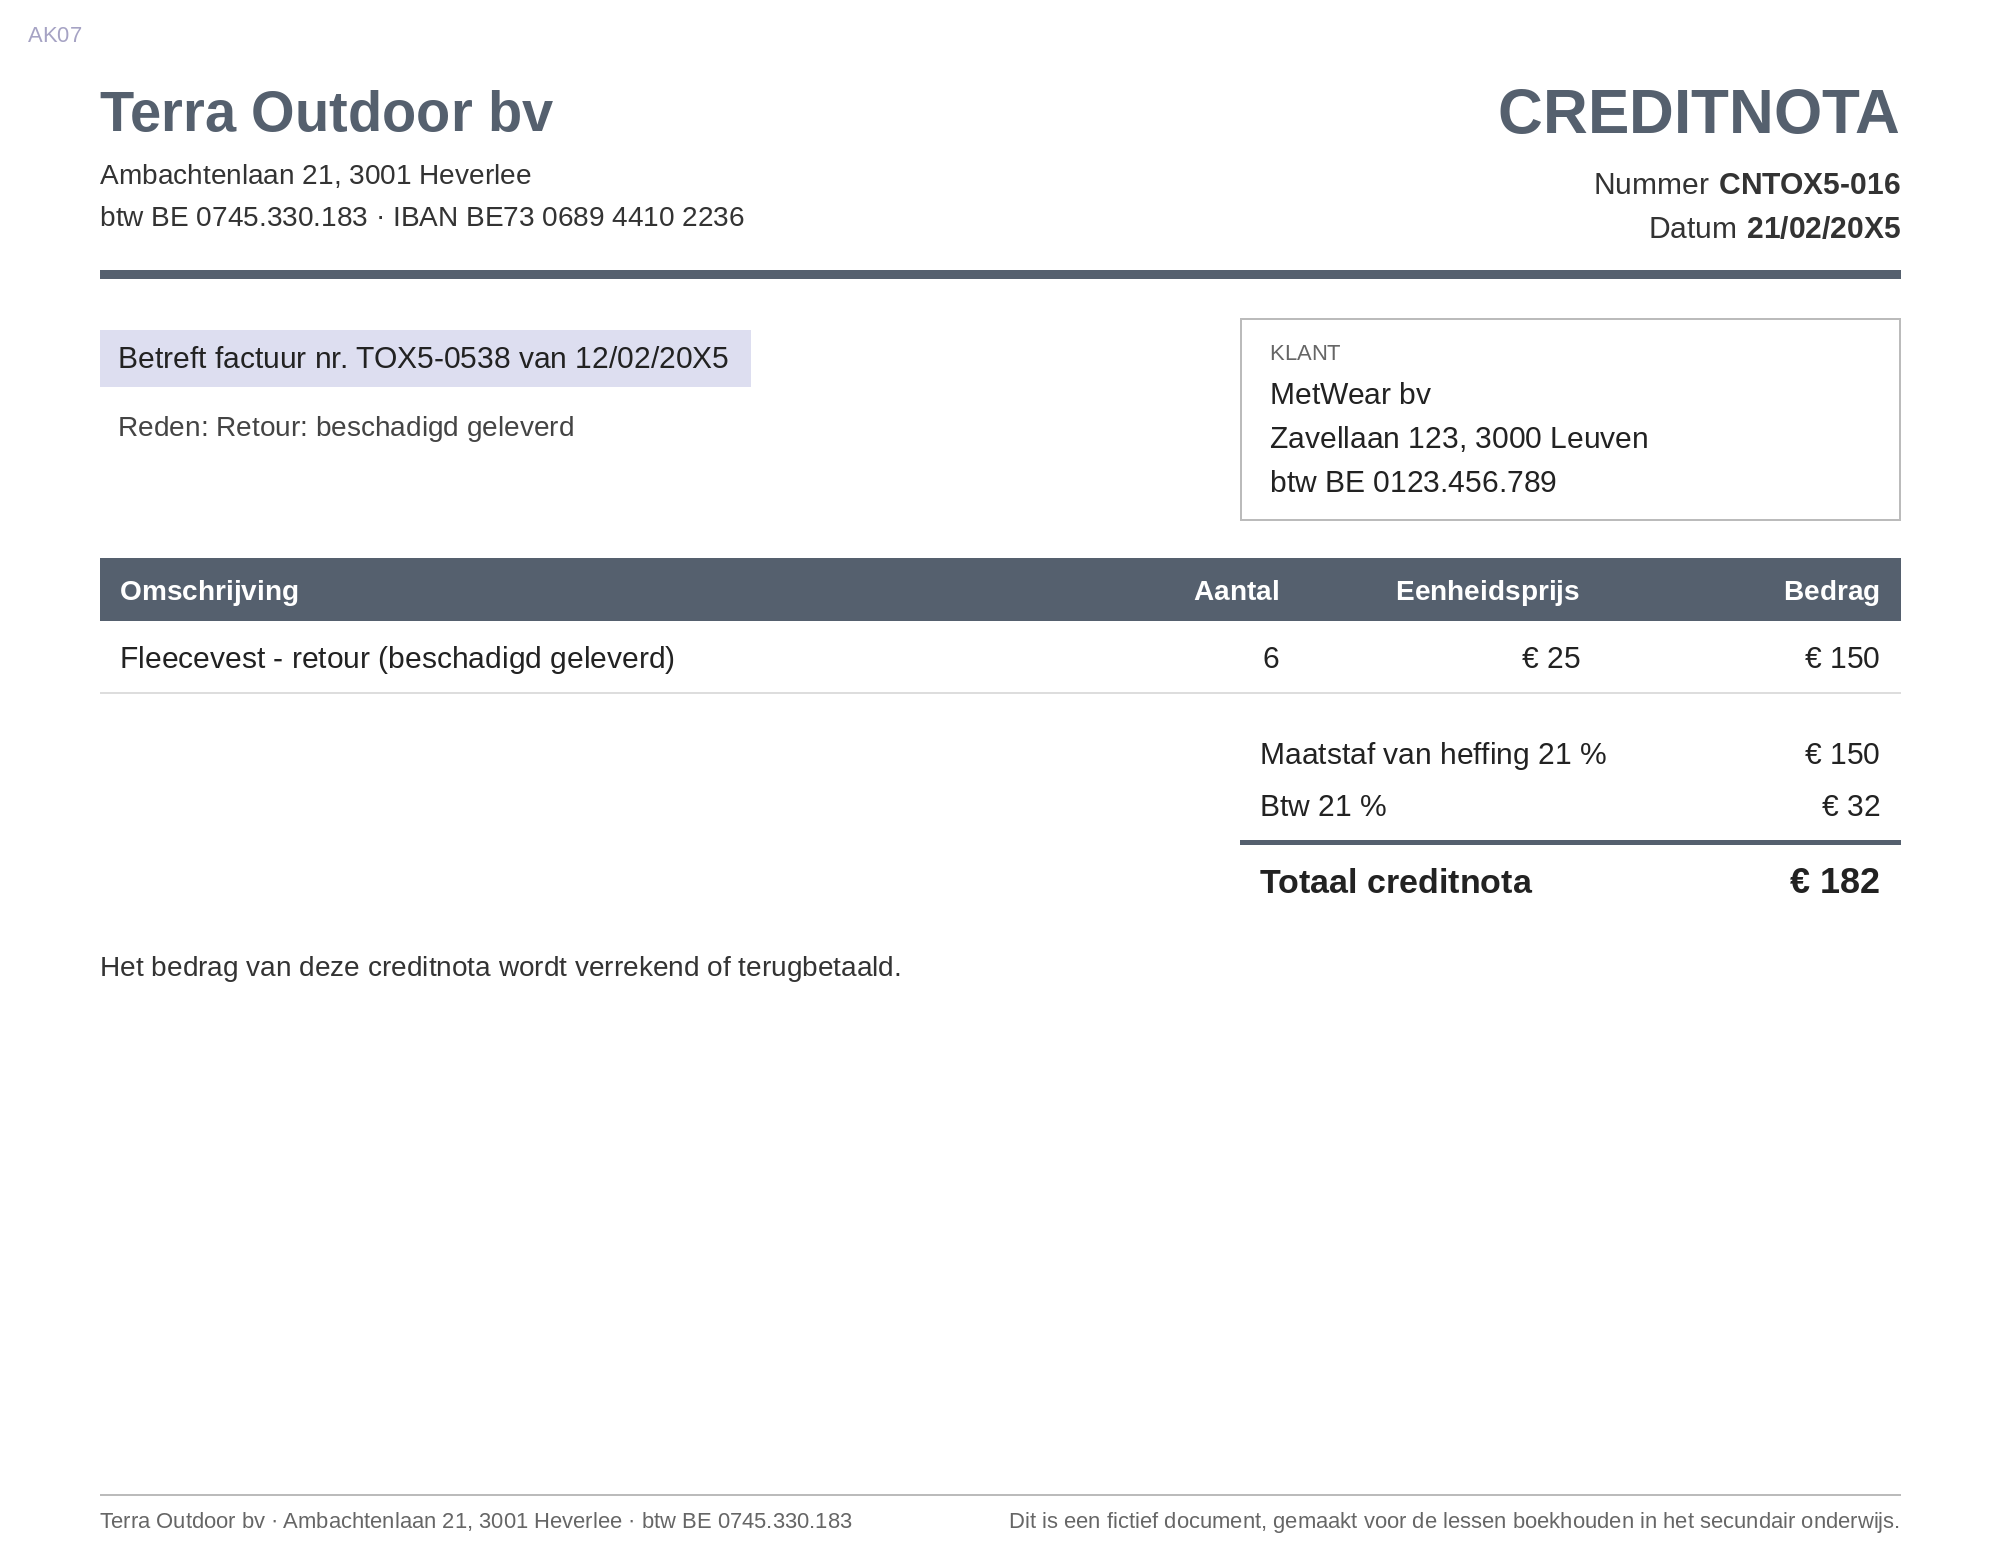 AK07
Terra Outdoor bv
Ambachtenlaan 21, 3001 Heverlee
btw BE 0745.330.183 · IBAN BE73 0689 4410 2236
CREDITNOTA
Nummer CNTOX5-016
Datum 21/02/20X5
Betreft factuur nr. TOX5-0538 van 12/02/20X5
Reden: Retour: beschadigd geleverd
KLANT
MetWear bv
Zavellaan 123, 3000 Leuven
btw BE 0123.456.789
Omschrijving Aantal Eenheidsprijs Bedrag
Fleecevest - retour (beschadigd geleverd) 6 € 25 € 150
Maatstaf van heffing 21 % € 150
Btw 21 % € 32
Totaal creditnota € 182
Het bedrag van deze creditnota wordt verrekend of terugbetaald.
Terra Outdoor bv · Ambachtenlaan 21, 3001 Heverlee · btw BE 0745.330.183
Dit is een fictief document, gemaakt voor de lessen boekhouden in het secundair onderwijs.